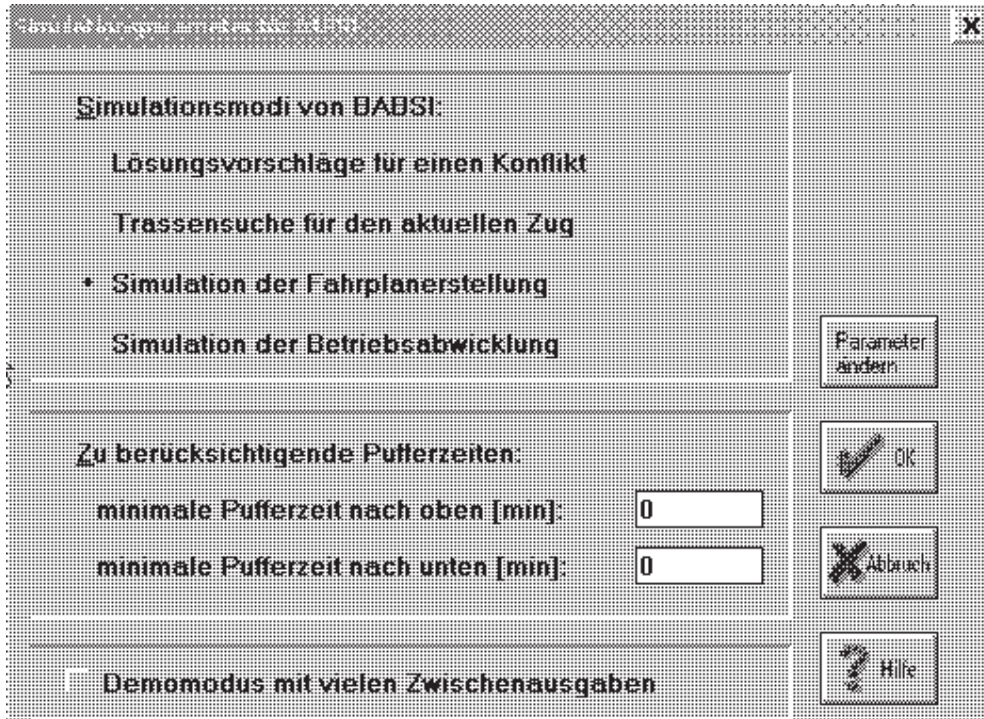 X
Simulationsmodi von BABSI:
Lösungsvorschläge für einen Konflikt
Trassensuche für den aktuellen Zug
Simulation der Fahrplanerstellung
Simulation der Betriebsabwicklung
Parameter
ändern
Zu berücksichtigende Pufferzeiten:
OK
minimale Pufferzeit nach oben [min]: 0
minimale Pufferzeit nach unten [min]: 0
Abbruch
Hilfe
Demomodus mit vielen Zwischenausgaben